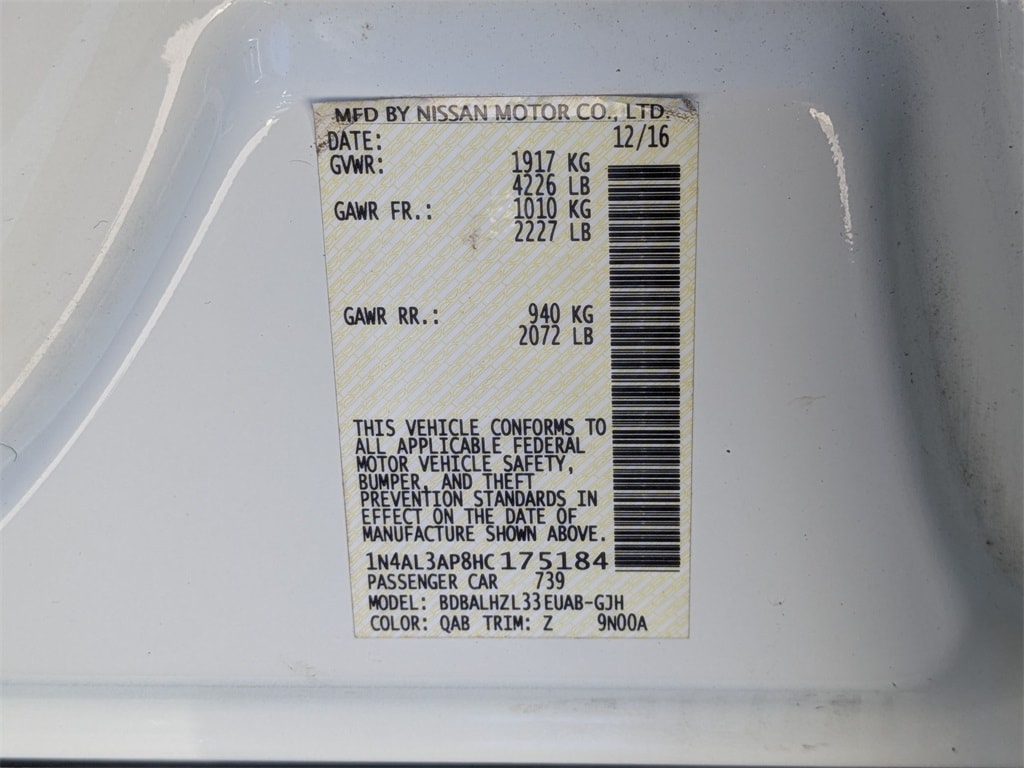 MFD BY NISSAN MOTOR CO., LTD.
DATE: 12/16
GVWR: 1917 KG
4226 LB
GAWR FR.: 1010 KG
2227 LB
GAWR RR.: 940 KG
2072 LB
THIS VEHICLE CONFORMS TO
ALL APPLICABLE FEDERAL
MOTOR VEHICLE SAFETY,
BUMPER, AND THEFT
PREVENTION STANDARDS IN
EFFECT ON THE DATE OF
MANUFACTURE SHOWN ABOVE.
1N4AL3AP8HC175184
PASSENGER CAR 739
MODEL: BDBALHZL33EUAB-GJH
COLOR: QAB TRIM: Z 9N00A